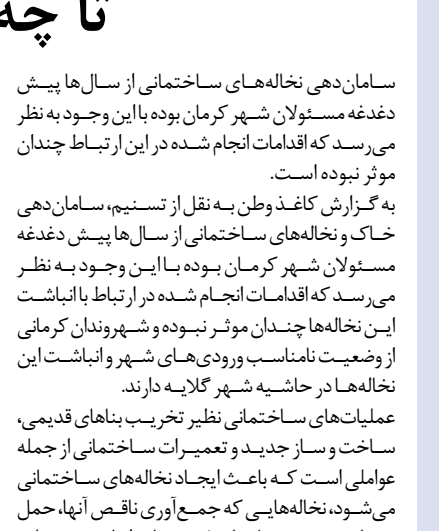 تا چه
ساماندهی نخاله‌های ساختمانی از سال‌ها پیش
دغدغه مسئولان شهر کرمان بوده با این وجود به نظر
می‌رسد که اقدامات انجام شده در این ارتباط چندان
موثر نبوده است.
به گزارش کاغذ وطن به نقل از تسنیم، سامان‌دهی
خاک و نخاله‌های ساختمانی از سال‌ها پیش دغدغه
مسئولان شهر کرمان بوده با این وجود به نظر
می‌رسد که اقدامات انجام شده در ارتباط با انباشت
این نخاله‌ها چندان موثر نبوده و شهروندان کرمانی
از وضعیت نامناسب ورودی‌های شهر و انباشت این
نخاله‌ها در حاشیه شهر گلایه دارند.
عملیات‌های ساختمانی نظیر تخریب بناهای قدیمی،
ساخت و ساز جدید و تعمیرات ساختمانی از جمله
عواملی است که باعث ایجاد نخاله‌های ساختمانی
می‌شود، نخاله‌هایی که جمع‌آوری ناقص آنها، حمل